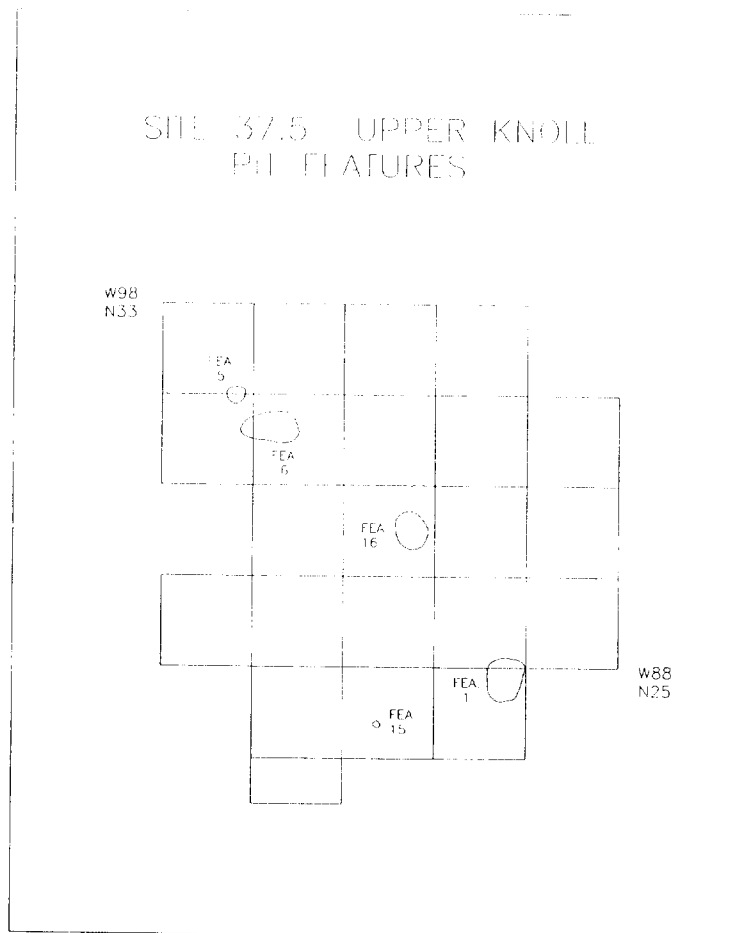 SITE 37.5 UPPER KNOLL
PIT FEATURES
W98
N33
FEA
5
FEA
6
FEA
16
FEA.
1
W88
N25
FEA
15